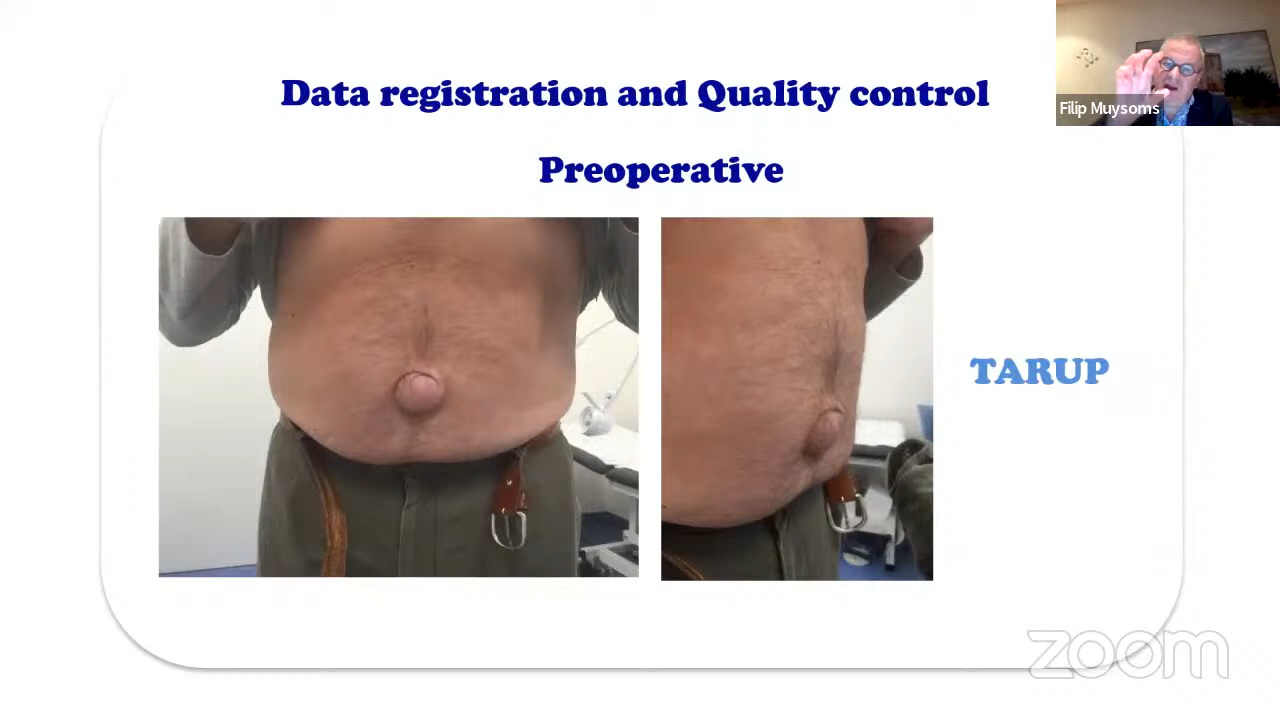 Data registration and Quality control
Filip Muysoms
Preoperative
TARUP
zoom